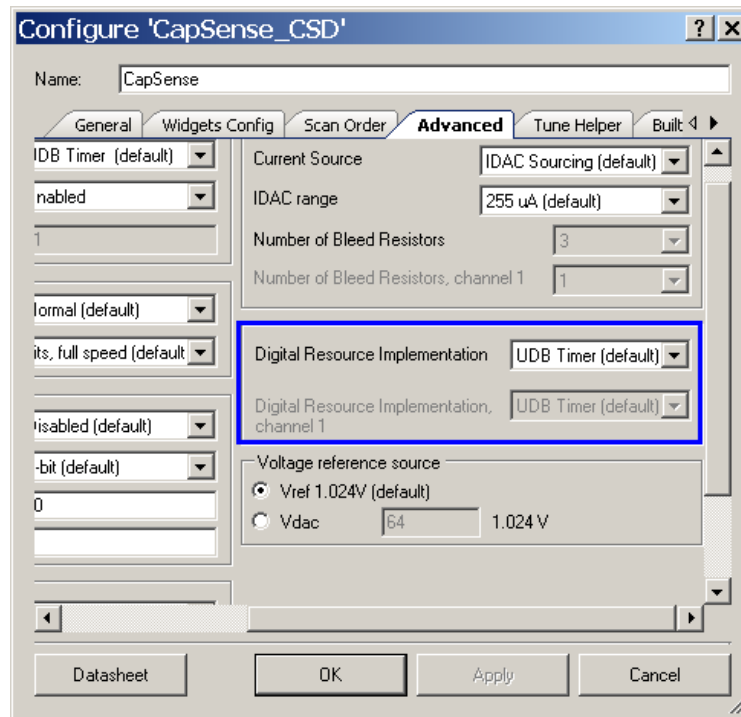 Configure 'CapSense_CSD'
Name: CapSense
General Widgets Config Scan Order Advanced Tune Helper Built
UDB Timer (default)
nabled
1
Normal (default)
its, full speed (default
Disabled (default)
-bit (default)
0
Current Source IDAC Sourcing (default)
IDAC range 255 uA (default)
Number of Bleed Resistors 3
Number of Bleed Resistors, channel 1 1
Digital Resource Implementation UDB Timer (default)
Digital Resource Implementation, channel 1 UDB Timer (default)
Voltage reference source
Vref 1.024V (default)
Vdac 64 1.024 V
Datasheet OK Apply Cancel